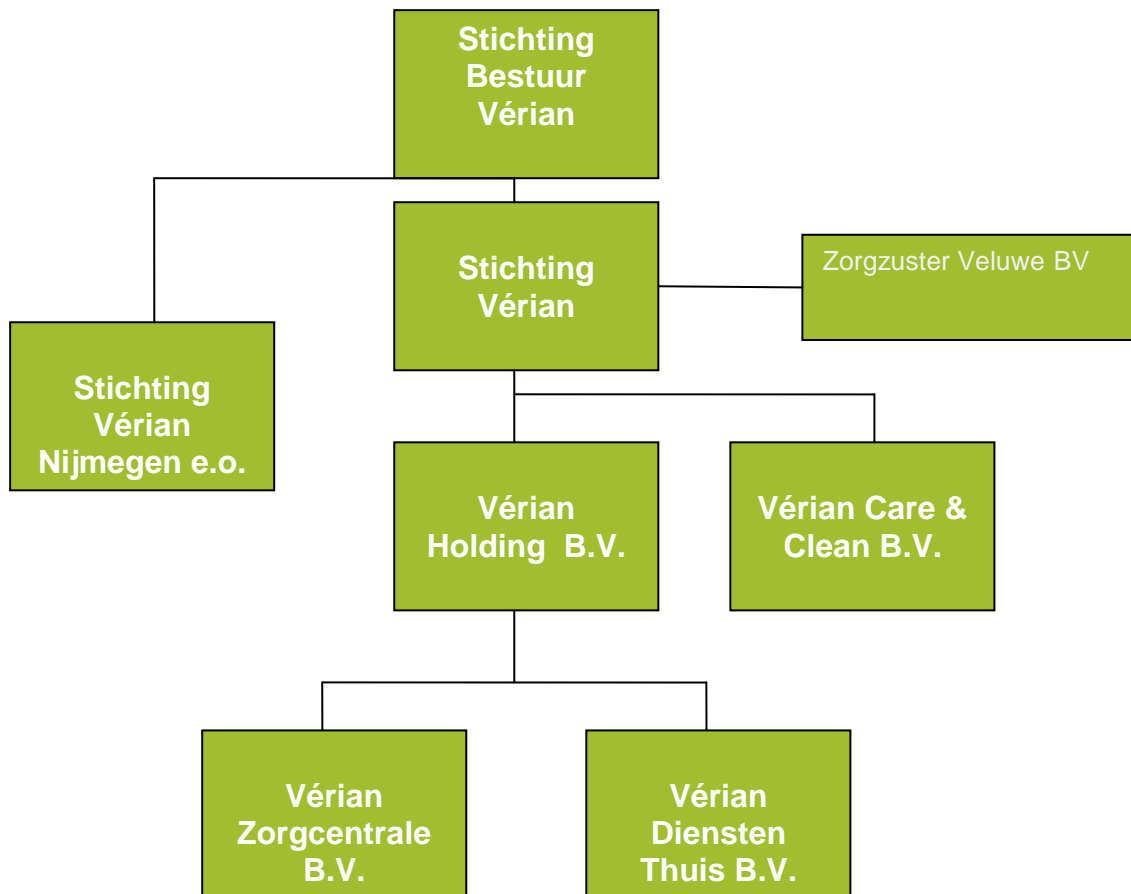 Stichting
Bestuur
Vérian
Stichting
Vérian
Zorgzuster Veluwe BV
Stichting
Vérian
Nijmegen e.o.
Vérian
Holding  B.V.
Vérian Care &
Clean B.V.
Vérian
Zorgcentrale
B.V.
Vérian
Diensten
Thuis B.V.